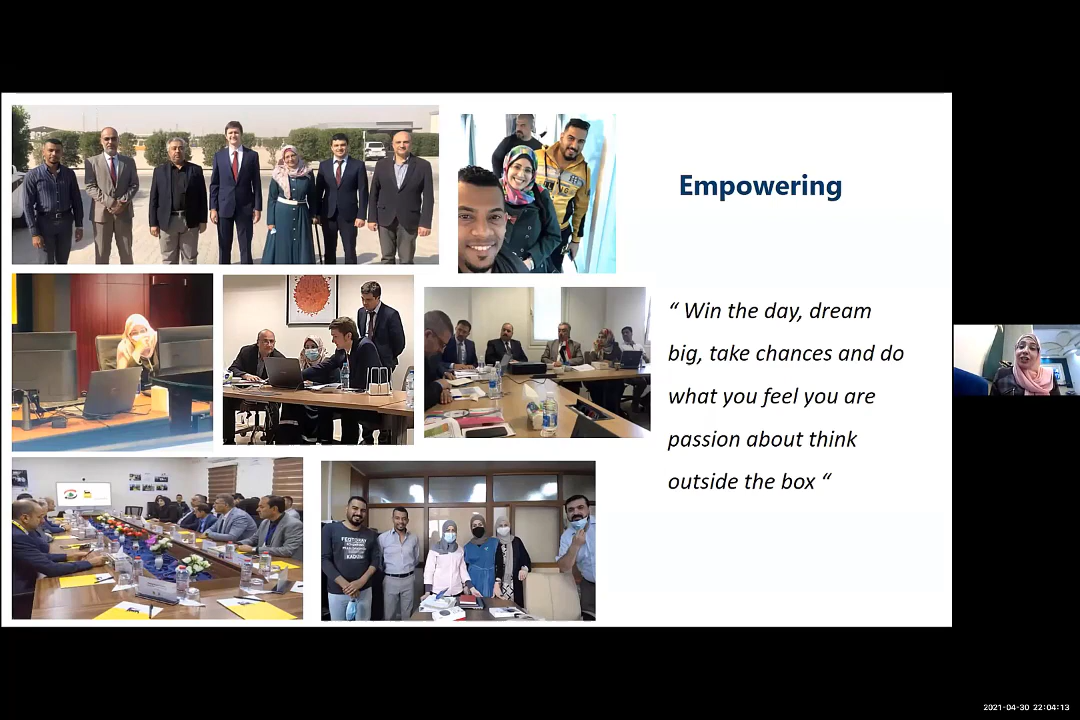 Empowering
“ Win the day, dream
big, take chances and do
what you feel you are
passion about think
outside the box “
2021-04-30 22:04:13